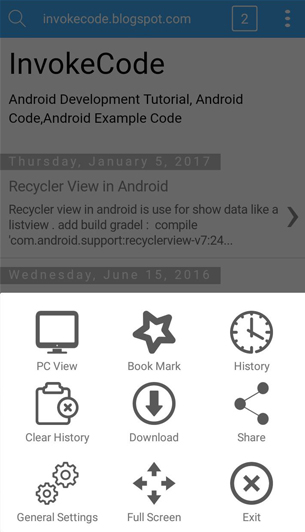 invokecode.blogspot.com 2
InvokeCode
Android Development Tutorial, Android
Code,Android Example Code
Thursday, January 5, 2017
Recycler View in Android
Recycler view in android is use for show data like a
listview . add build gradel :  compile
'com.android.support:recyclerview-v7:24...
Wednesday, June 15, 2016
PC View Book Mark History
Clear History Download Share
General Settings Full Screen Exit